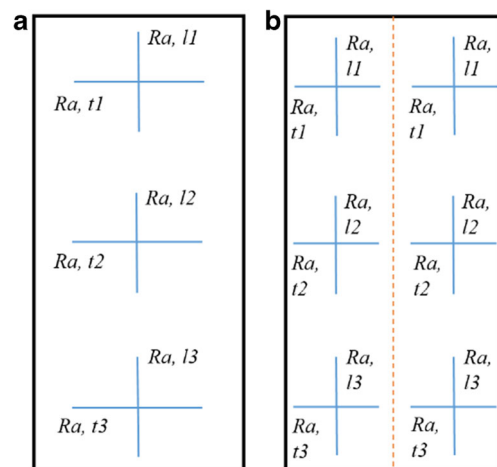 a
Ra, l1
Ra, t1
Ra, l2
Ra, t2
Ra, l3
Ra, t3
b
Ra,
l1
Ra,
t1
Ra,
l1
Ra,
t1
Ra,
l2
Ra,
t2
Ra,
l2
Ra,
t2
Ra,
l3
Ra,
t3
Ra,
l3
Ra,
t3